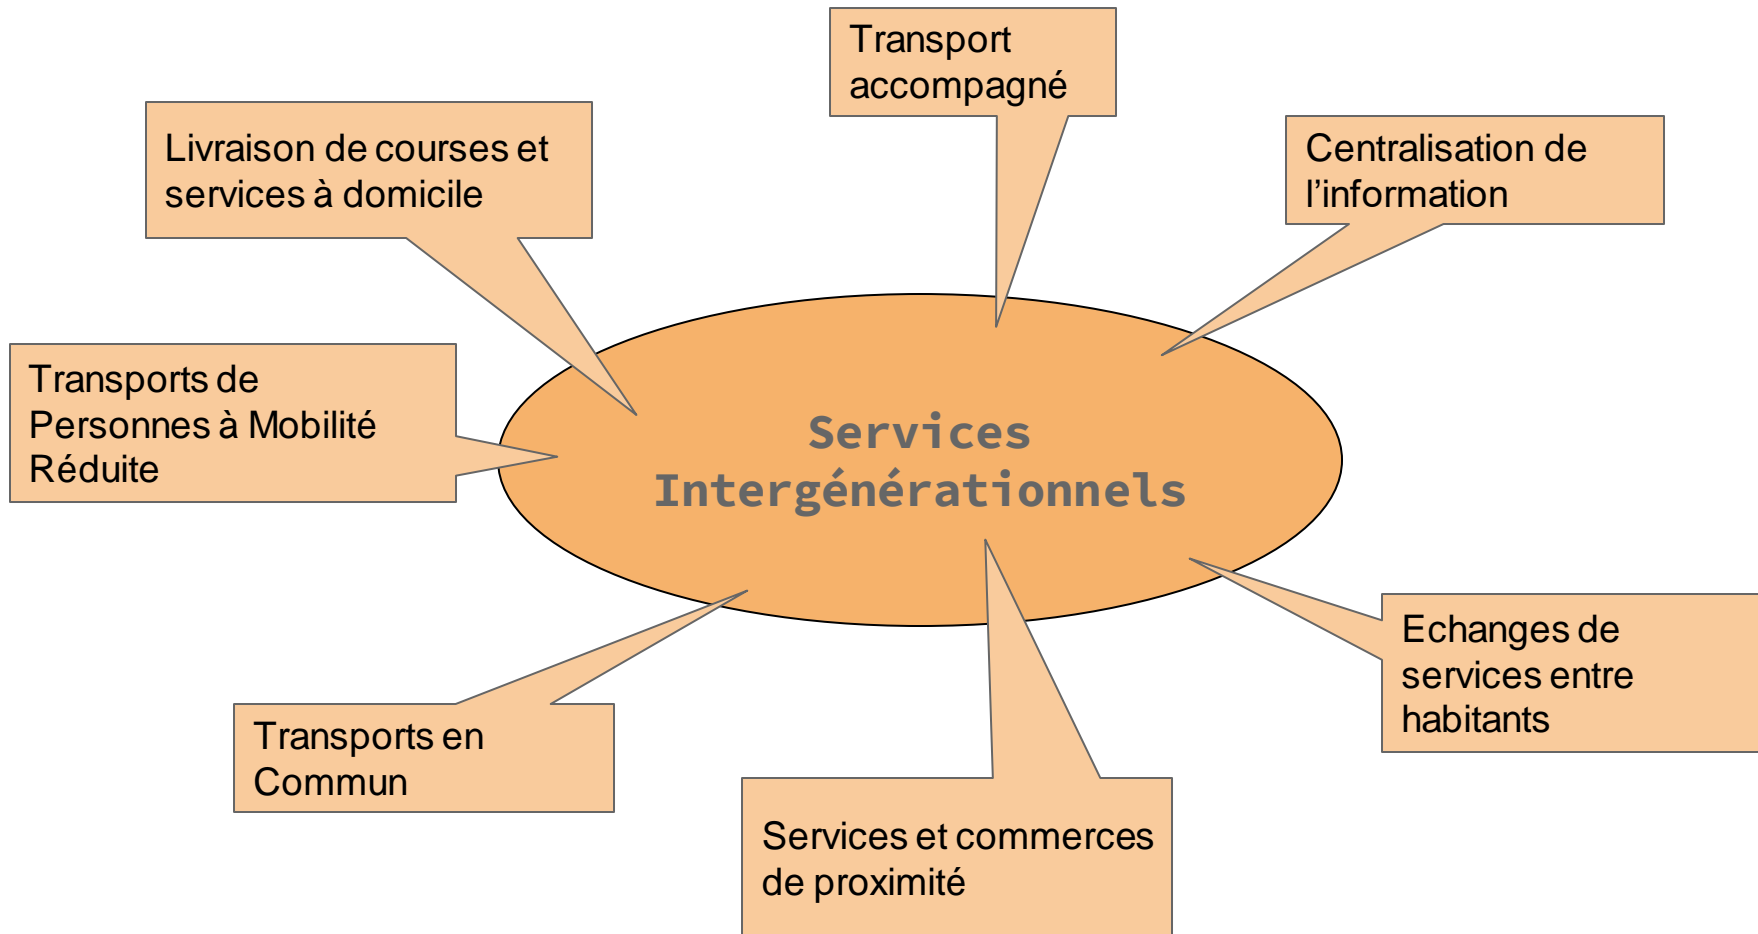 Transport
accompagné
Livraison de courses et
services à domicile
Centralisation de
l’information
Transports de
Personnes à Mobilité
Réduite
Services
Intergénérationnels
Echanges de
services entre
habitants
Transports en
Commun
Services et commerces
de proximité